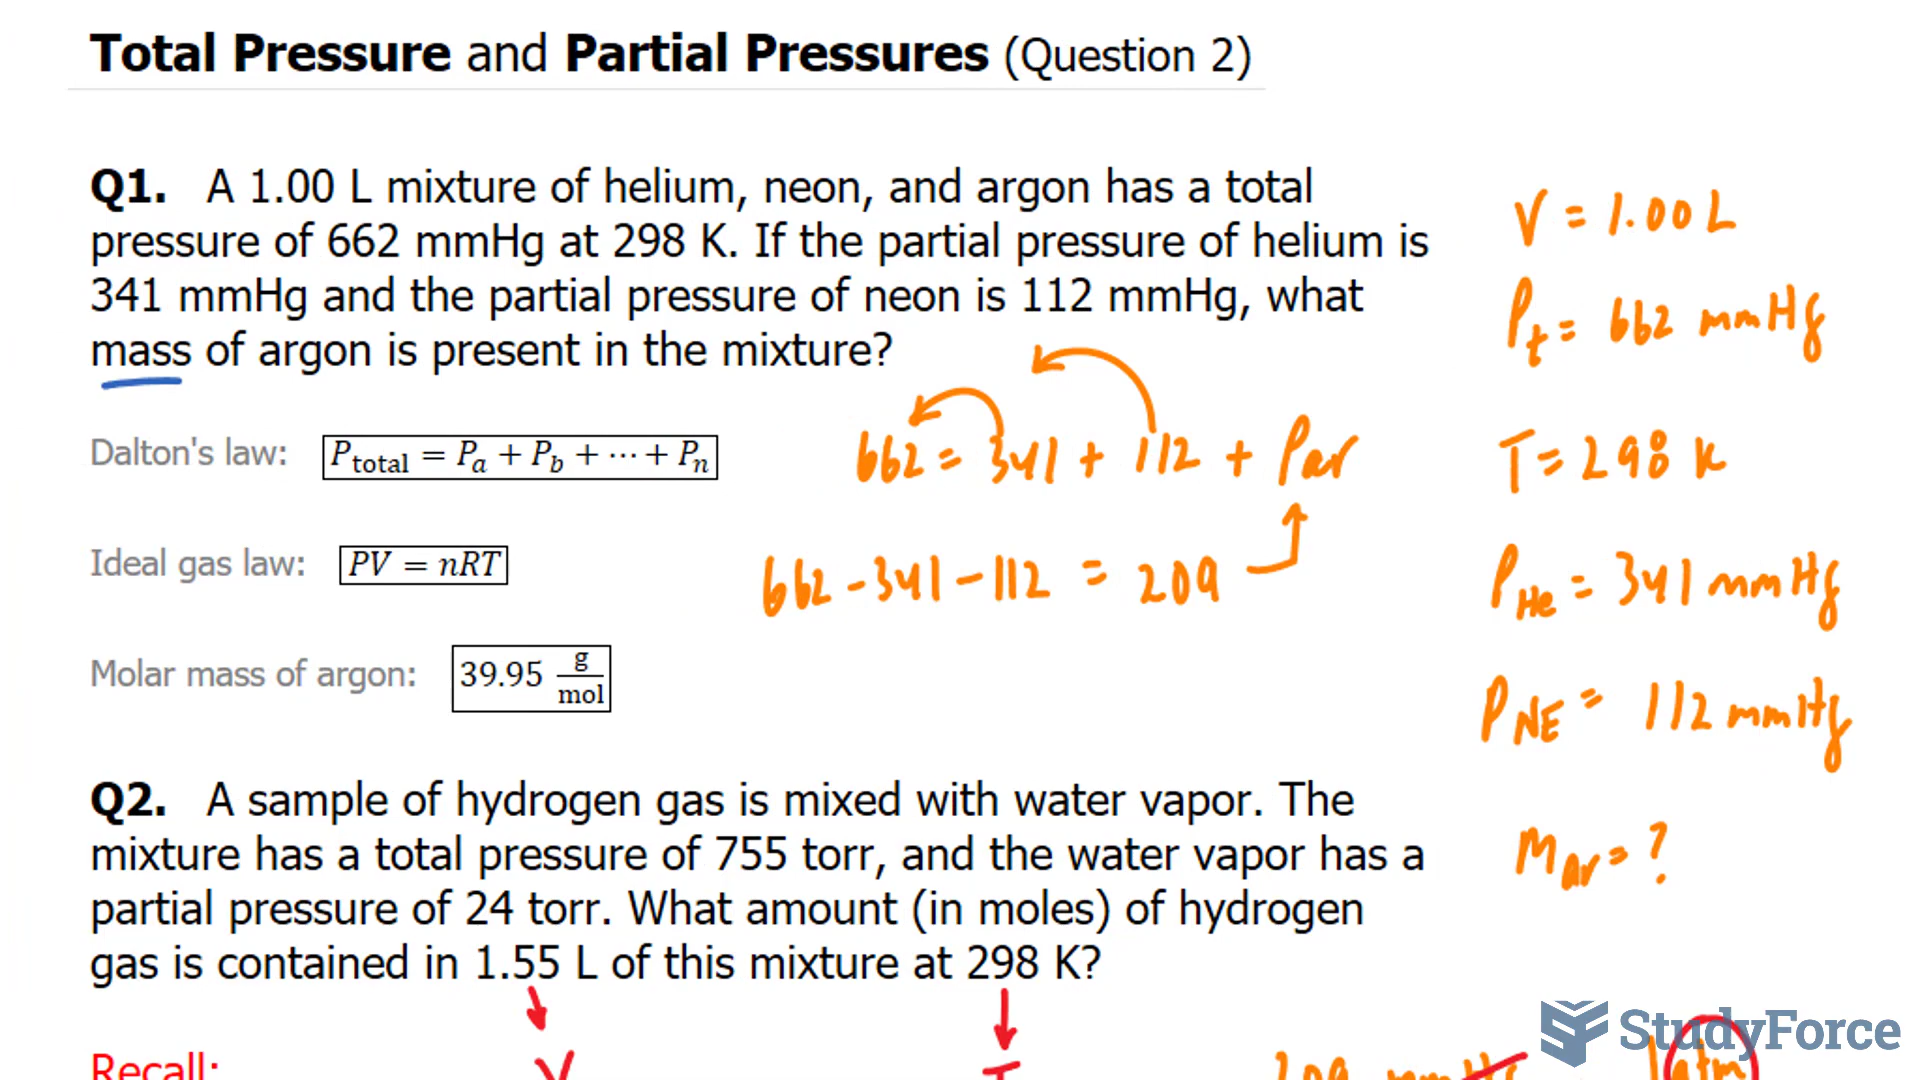 Total Pressure and Partial Pressures (Question 2)
Q1. A 1.00 L mixture of helium, neon, and argon has a total
pressure of 662 mmHg at 298 K. If the partial pressure of helium is
341 mmHg and the partial pressure of neon is 112 mmHg, what
mass of argon is present in the mixture?
V = 1.00 L
Pt = 662 mmHg
T = 298 K
PHe = 341 mmHg
PNE = 112 mmHg
Mar = ?
Dalton's law: Ptotal = Pa + Pb + ⋯ + Pn
662 = 341 + 112 + Par
Ideal gas law: PV = nRT
662 - 341 - 112 = 209
Molar mass of argon: 39.95 g/mol
Q2. A sample of hydrogen gas is mixed with water vapor. The
mixture has a total pressure of 755 torr, and the water vapor has a
partial pressure of 24 torr. What amount (in moles) of hydrogen
gas is contained in 1.55 L of this mixture at 298 K?
V T
Recall:
209 mmHg 1atm
StudyForce